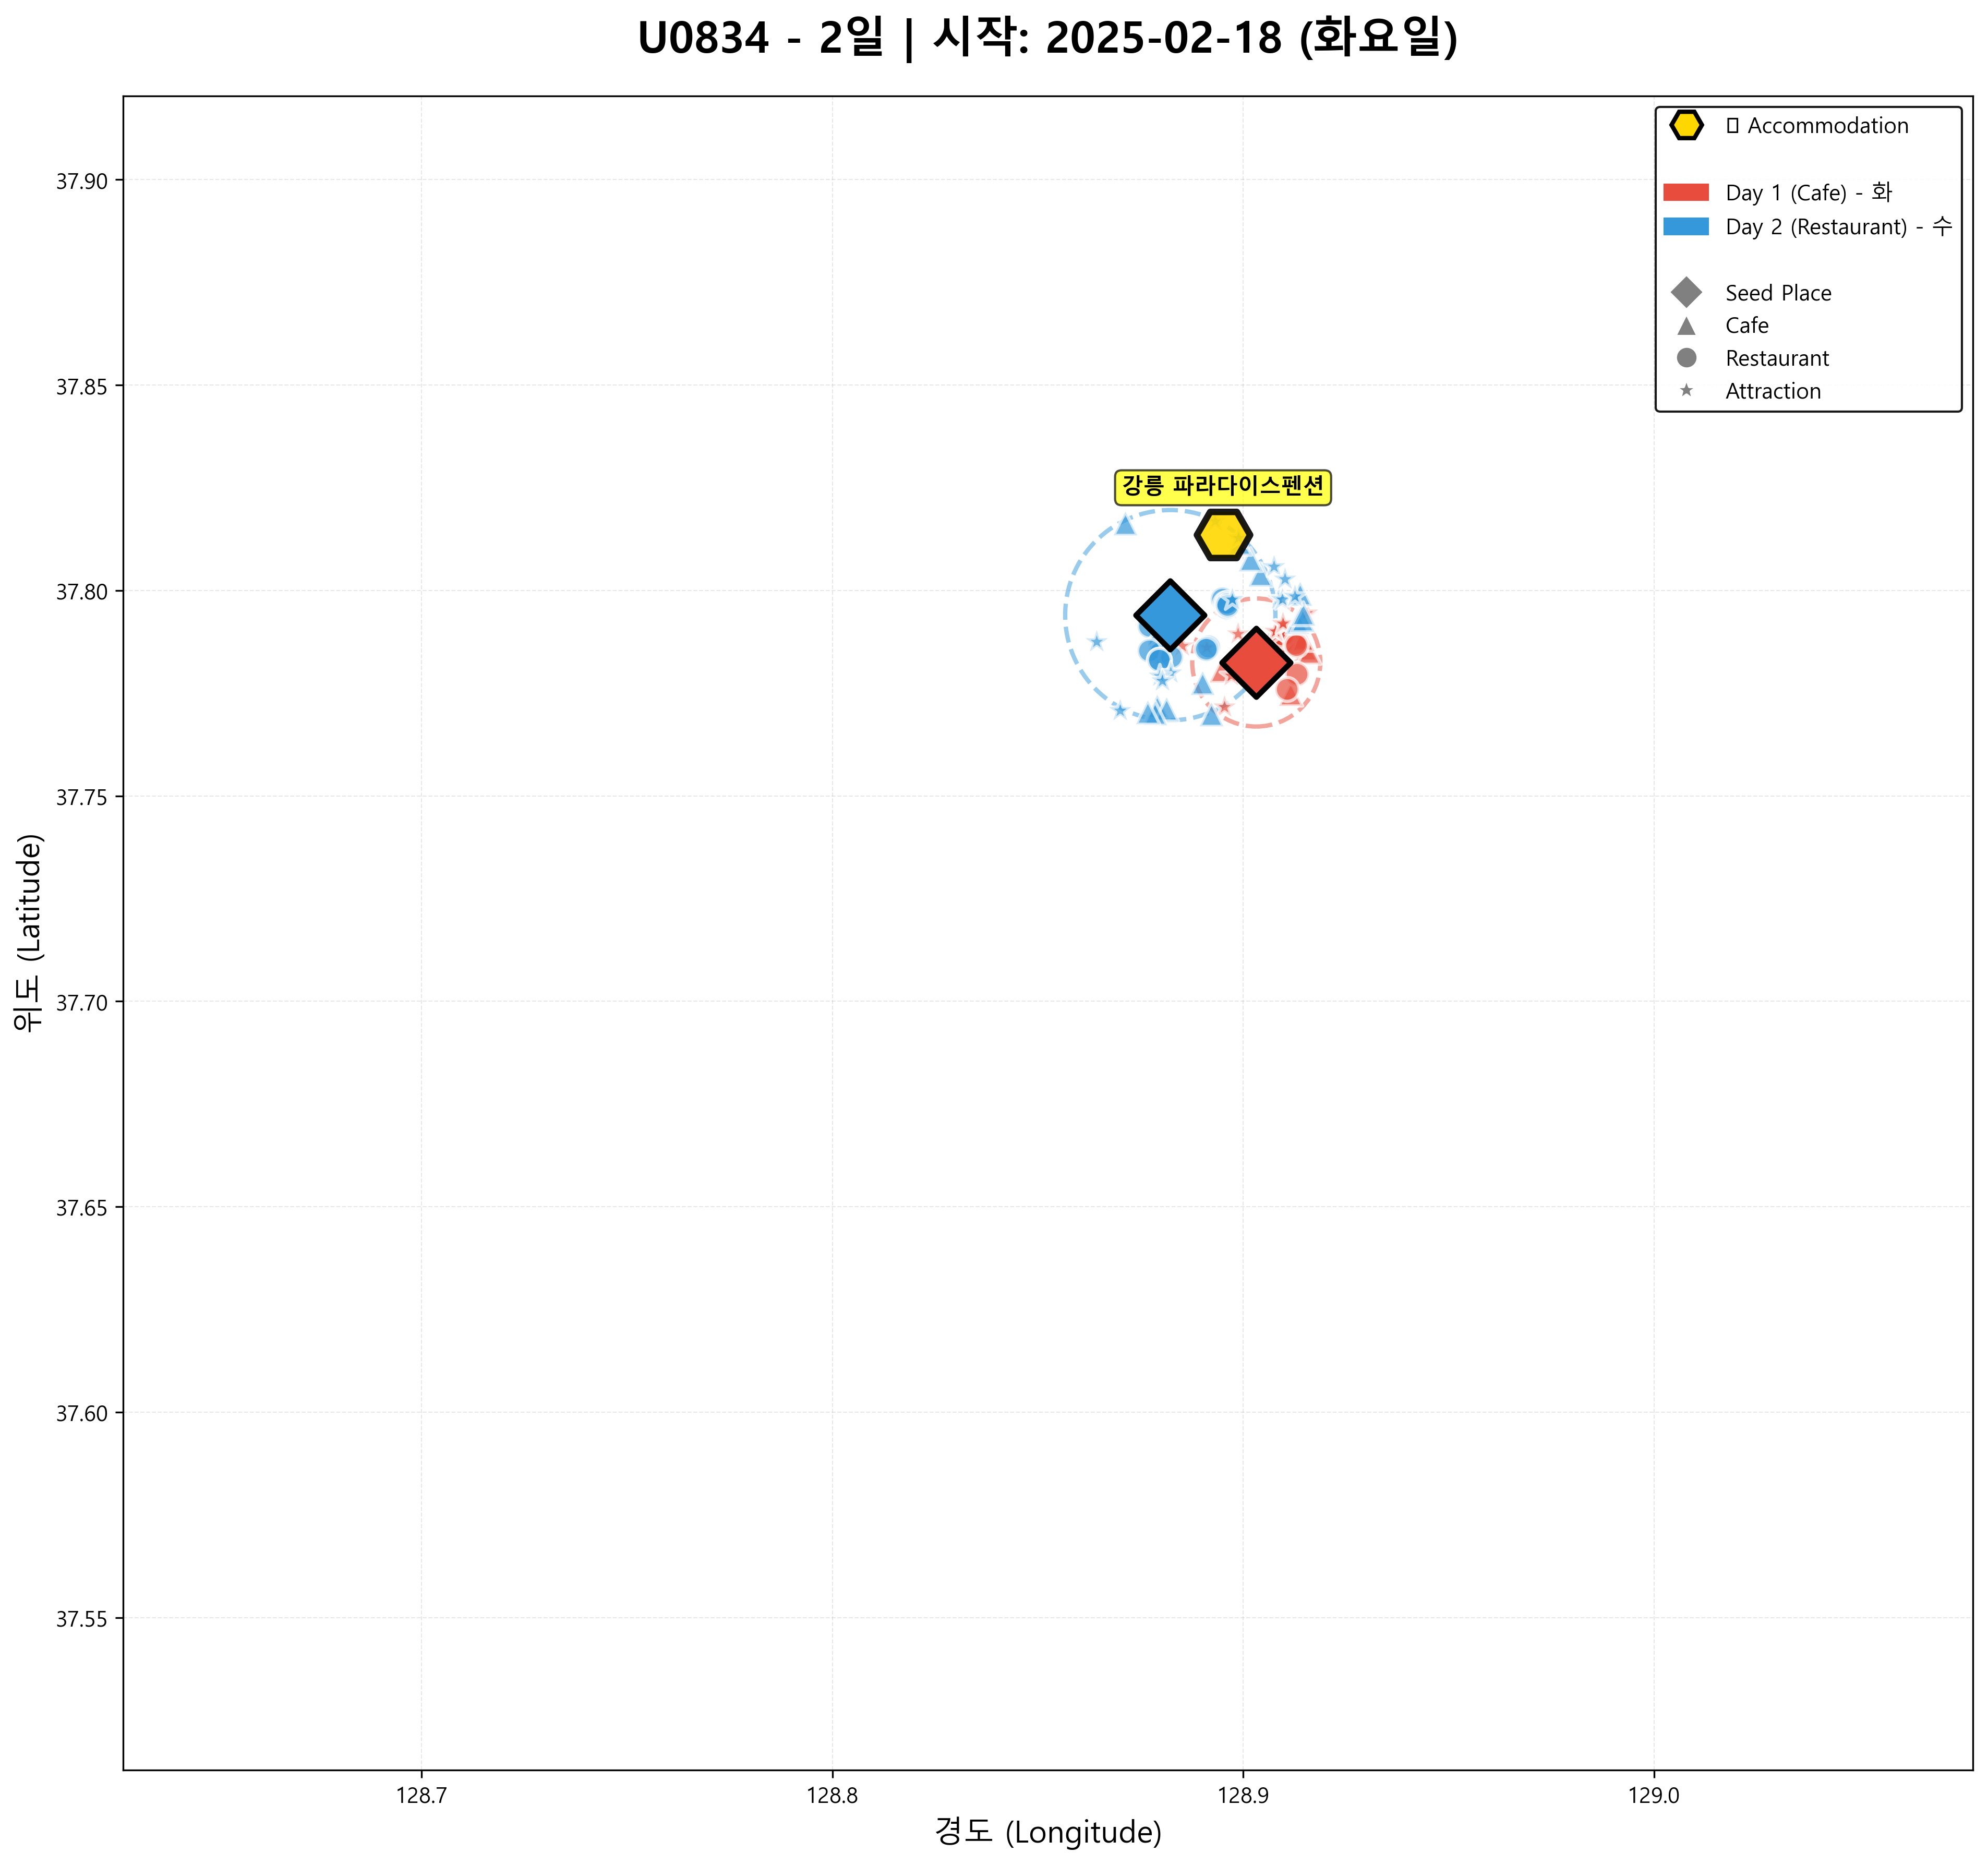 U0834 - 2일 | 시작: 2025-02-18 (화요일)
Accommodation
Day 1 (Cafe) - 화
Day 2 (Restaurant) - 수
Seed Place
Cafe
Restaurant
Attraction
강릉 파라다이스펜션
37.90
37.85
37.80
37.75
37.70
37.65
37.60
37.55
위도 (Latitude)
128.7
128.8
128.9
129.0
경도 (Longitude)